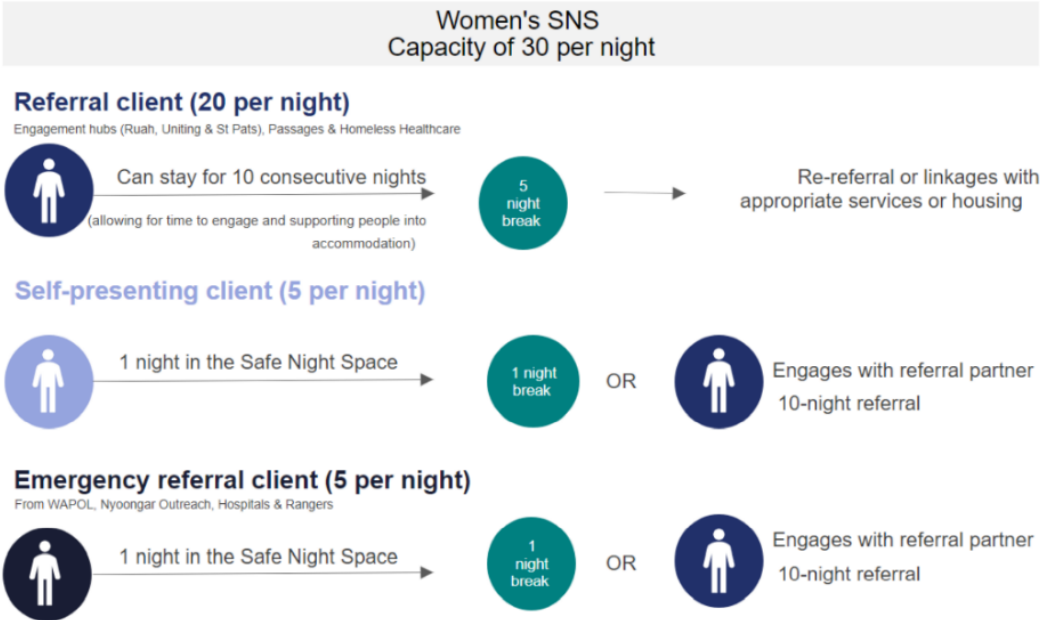 Women's SNS
Capacity of 30 per night
Referral client (20 per night)
Engagement hubs (Ruah, Uniting & St Pats), Passages & Homeless Healthcare
Can stay for 10 consecutive nights
(allowing for time to engage and supporting people into
accommodation)
5
night
break
Re-referral or linkages with
appropriate services or housing
Self-presenting client (5 per night)
1 night in the Safe Night Space
1 night
break
OR
Engages with referral partner
10-night referral
Emergency referral client (5 per night)
From WAPOL, Nyoongar Outreach, Hospitals & Rangers
1 night in the Safe Night Space
1
night
break
OR
Engages with referral partner
10-night referral